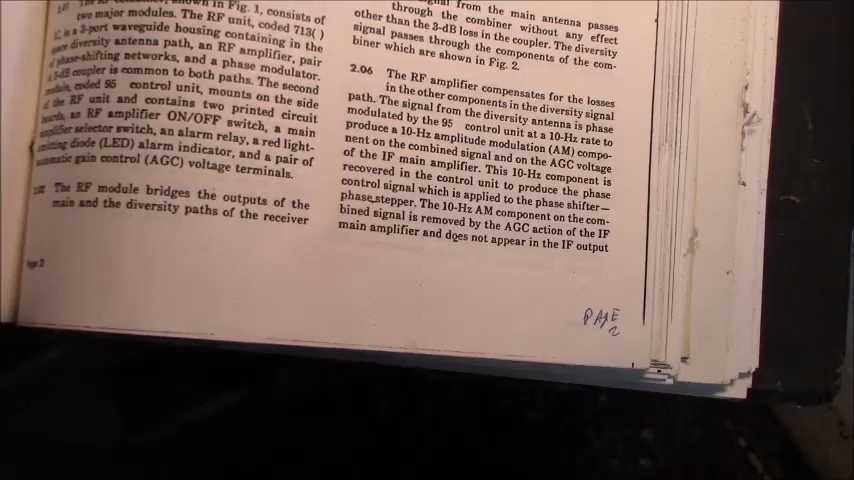 The RF combiner, shown in Fig. 1, consists of
two major modules. The RF unit, coded 713( )
is a 3-port waveguide housing containing in the
diversity antenna path, an RF amplifier, pair
phase-shifting networks, and a phase modulator.
3-dB coupler is common to both paths. The second
coded 95 control unit, mounts on the side
the RF unit and contains two printed circuit
an RF amplifier ON/OFF switch, a main
selector switch, an alarm relay, a red light-
diode (LED) alarm indicator, and a pair of
gain control (AGC) voltage terminals.
The RF module bridges the outputs of the
main and the diversity paths of the receiver
Page 2
signal from the main antenna passes
through the combiner without any effect
other than the 3-dB loss in the coupler. The diversity
signal passes through the components of the com-
biner which are shown in Fig. 2.
2.06 The RF amplifier compensates for the losses
in the other components in the diversity signal
path. The signal from the diversity antenna is phase
modulated by the 95 control unit at a 10-Hz rate to
produce a 10-Hz amplitude modulation (AM) compo-
nent on the combined signal and on the AGC voltage
of the IF main amplifier. This 10-Hz component is
recovered in the control unit to produce the phase
control signal which is applied to the phase shifter—
phase stepper. The 10-Hz AM component on the com-
bined signal is removed by the AGC action of the IF
main amplifier and does not appear in the IF output
PAGE
2